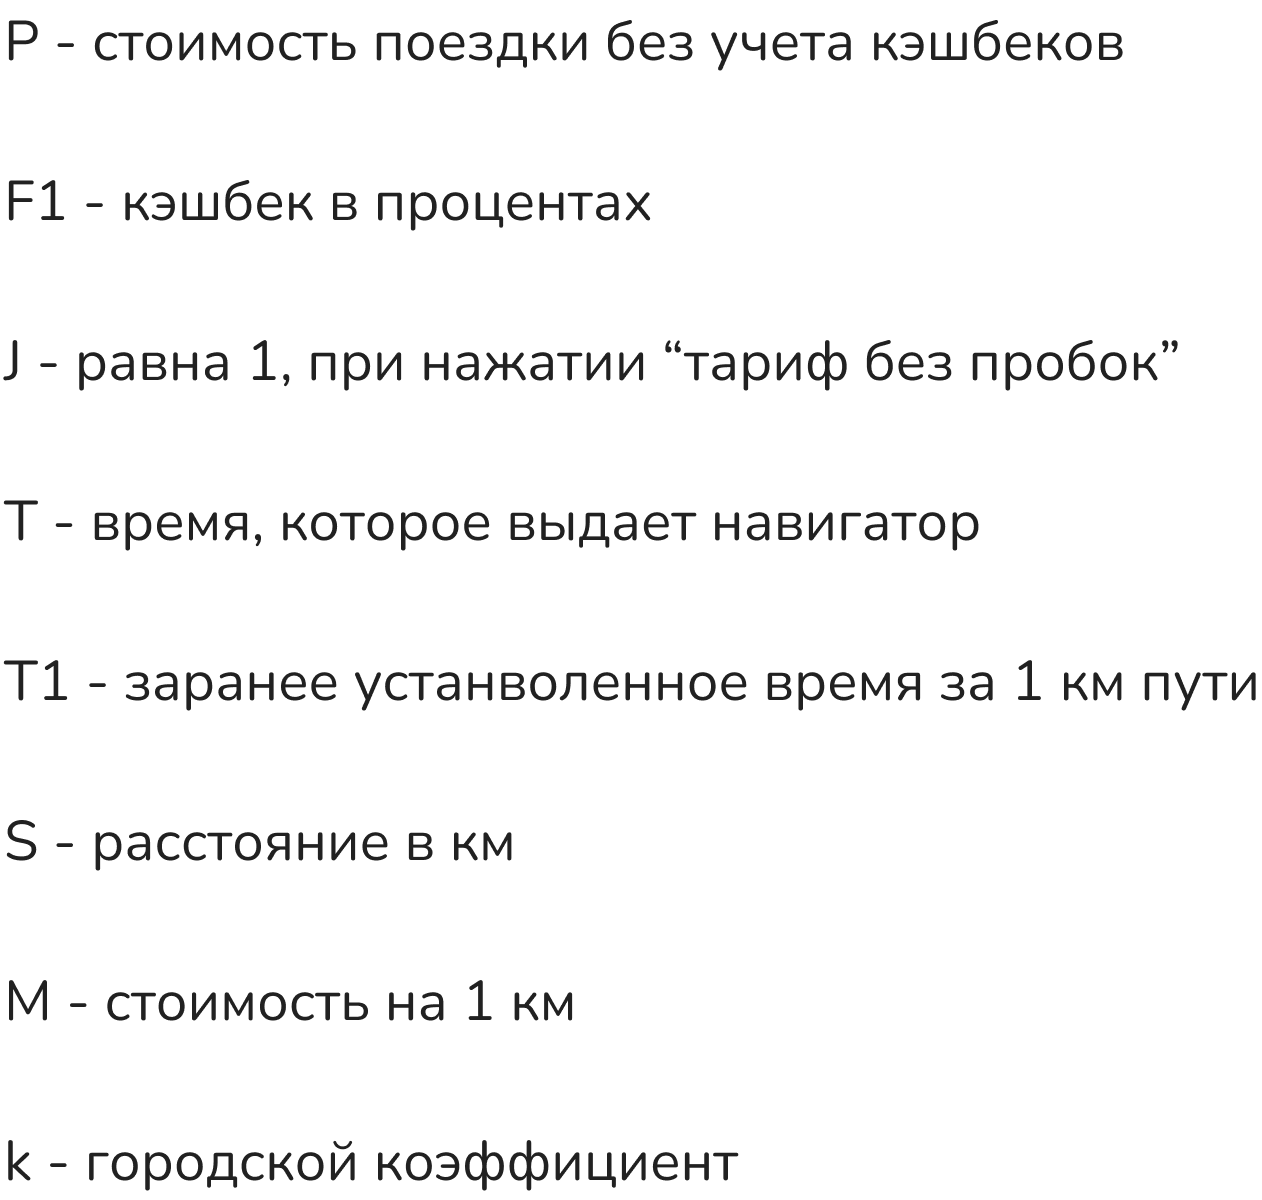 P - стоимость поездки без учета кэшбеков
F1 - кэшбек в процентах
J - равна 1, при нажатии “тариф без пробок”
T - время, которое выдает навигатор
T1 - заранее устанволенное время за 1 км пути
S - расстояние в км
M - стоимость на 1 км
k - городской коэффициент